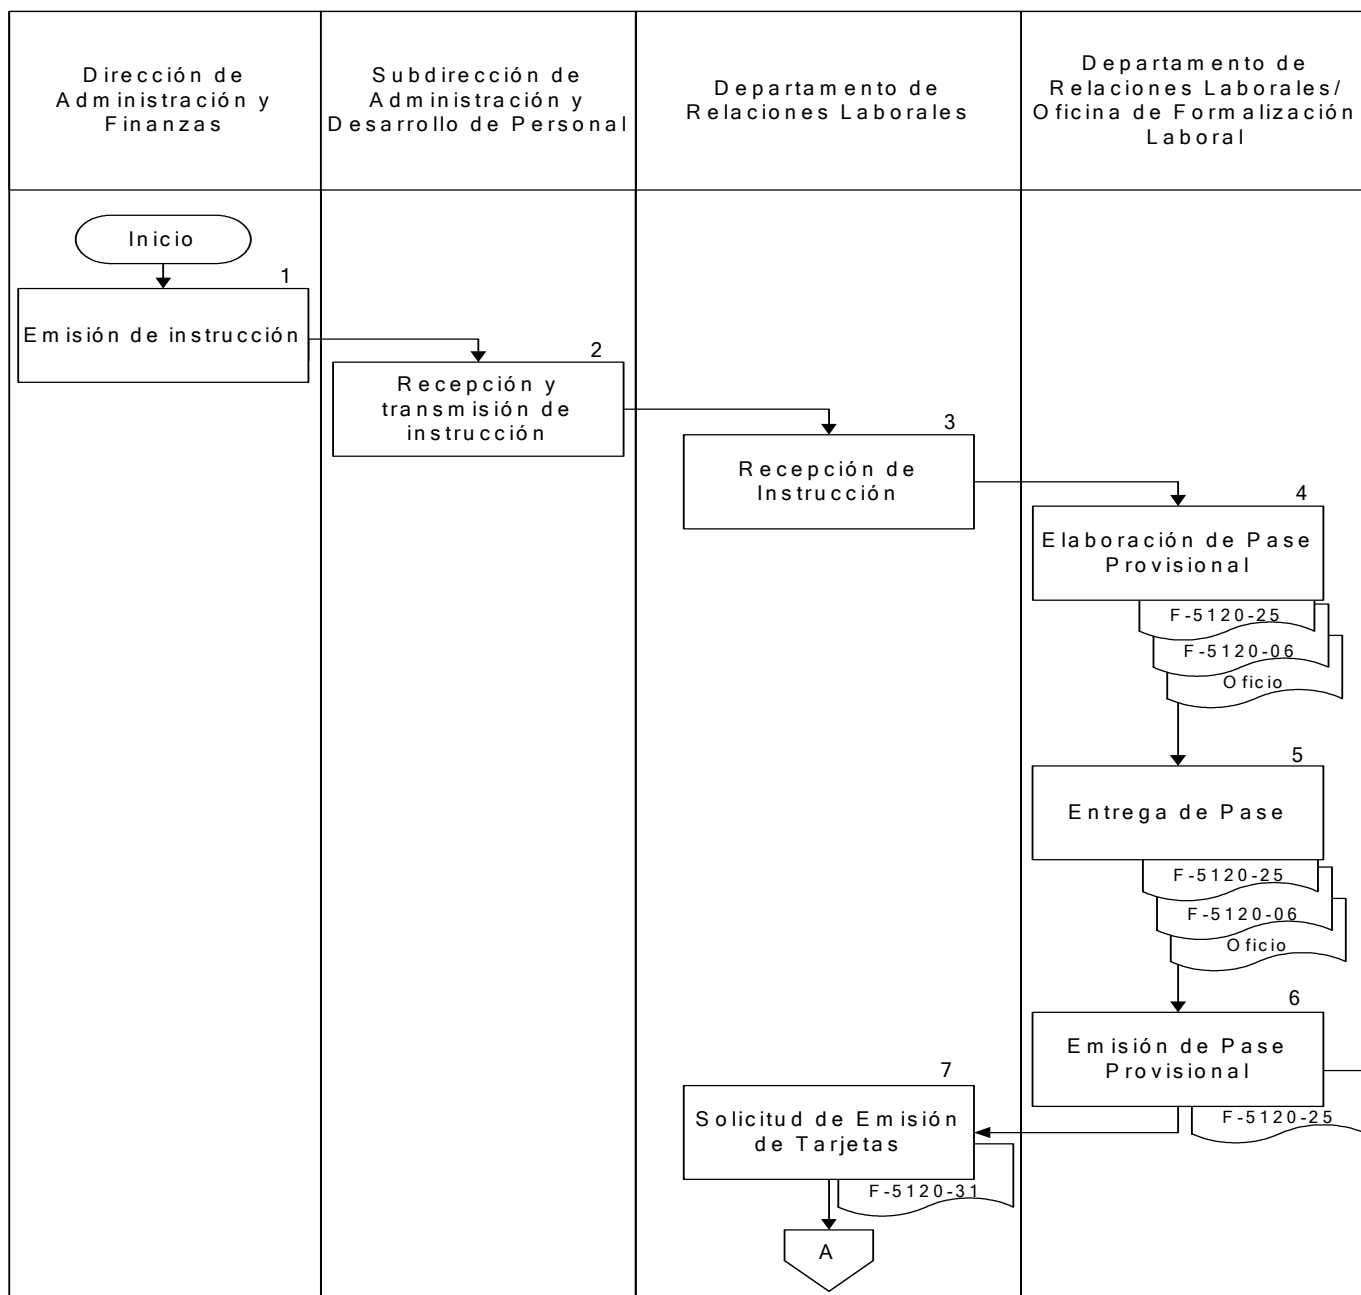 Dirección de
Administración y
Finanzas
Subdirección de
Administración y
Desarrollo de Personal
Departamento de
Relaciones Laborales
Departamento de
Relaciones Laborales/
Oficina de Formalización
Laboral
Inicio
1
Emisión de instrucción
2
Recepción y
transmisión de
instrucción
3
Recepción de
Instrucción
4
Elaboración de Pase
Provisional
F-5120-25
F-5120-06
Oficio
5
Entrega de Pase
F-5120-25
F-5120-06
Oficio
6
Emisión de Pase
Provisional
F-5120-25
7
Solicitud de Emisión
de Tarjetas
F-5120-31
A